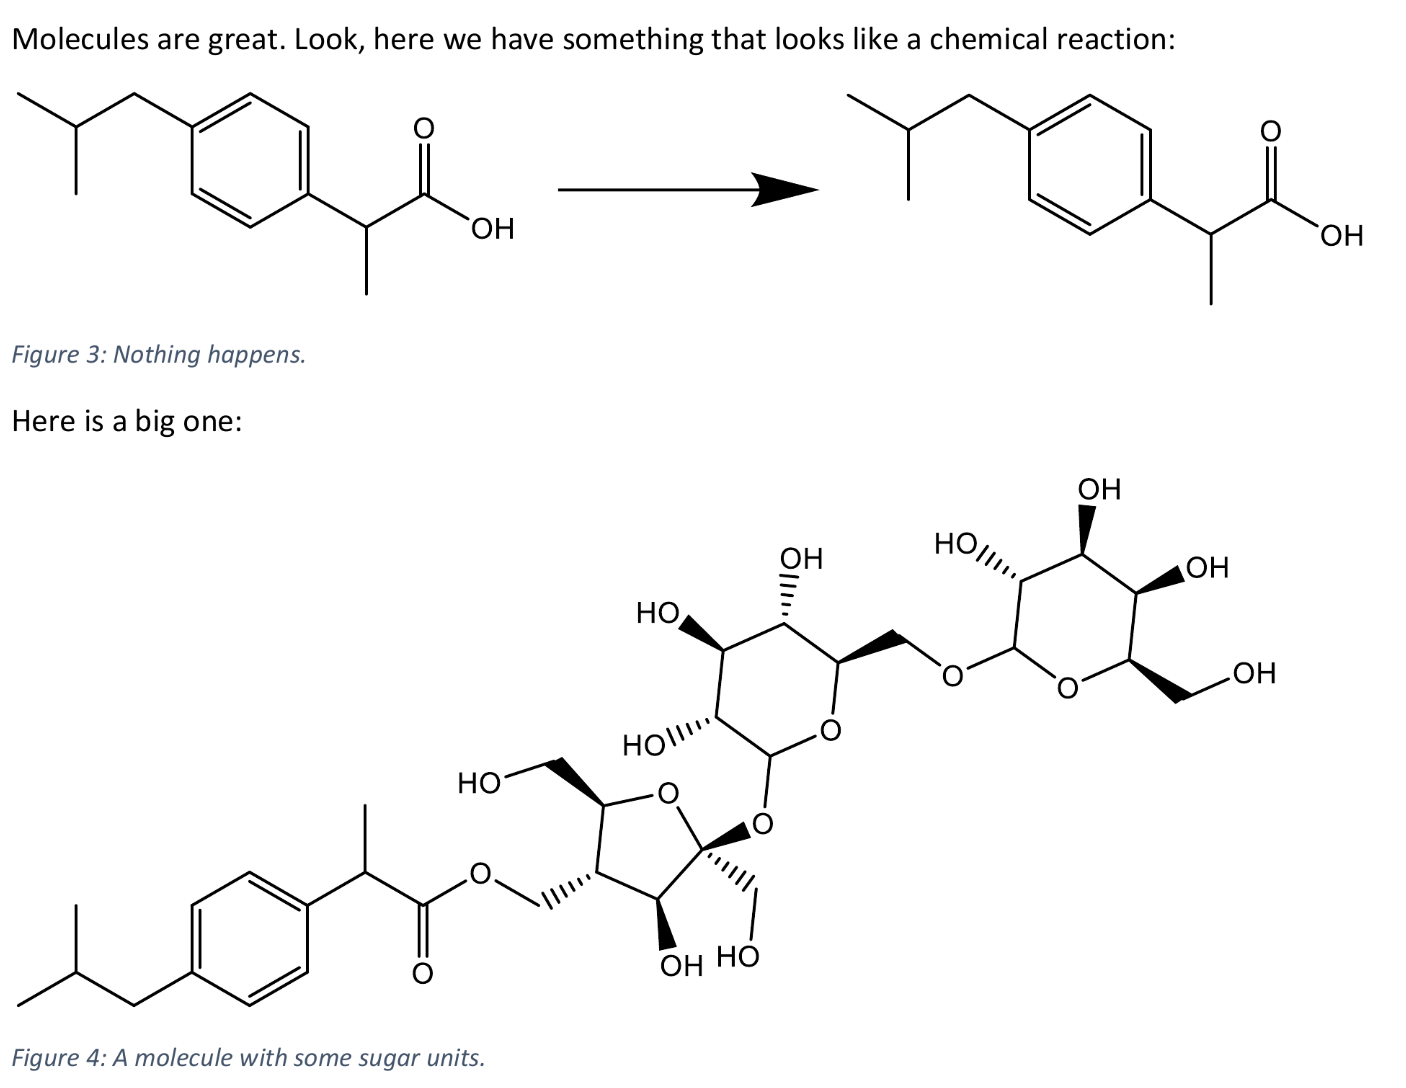 Molecules are great. Look, here we have something that looks like a chemical reaction:
O
O
OH
OH
Figure 3: Nothing happens.
Here is a big one:
OH
HO
OH
OH
HO
O
OH
O
HO
O
HO
O
O
O
OH
HO
O
Figure 4: A molecule with some sugar units.